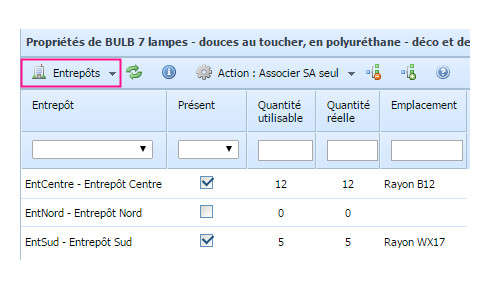 Propriétés de BULB 7 lampes - douces au toucher, en polyuréthane - déco et de
Entrepôts Action : Associer SA seul
Entrepôt Présent Quantité utilisable Quantité réelle Emplacement
EntCentre - Entrepôt Centre 12 12 Rayon B12
EntNord - Entrepôt Nord 0 0
EntSud - Entrepôt Sud 5 5 Rayon WX17